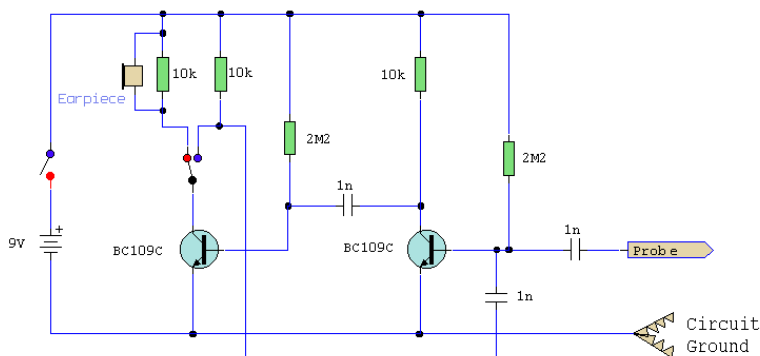 10k
10k
10k
Earpiece
2M2
2M2
1n
1n
9V
+
BC109C
BC109C
Probe
1n
Circuit
Ground